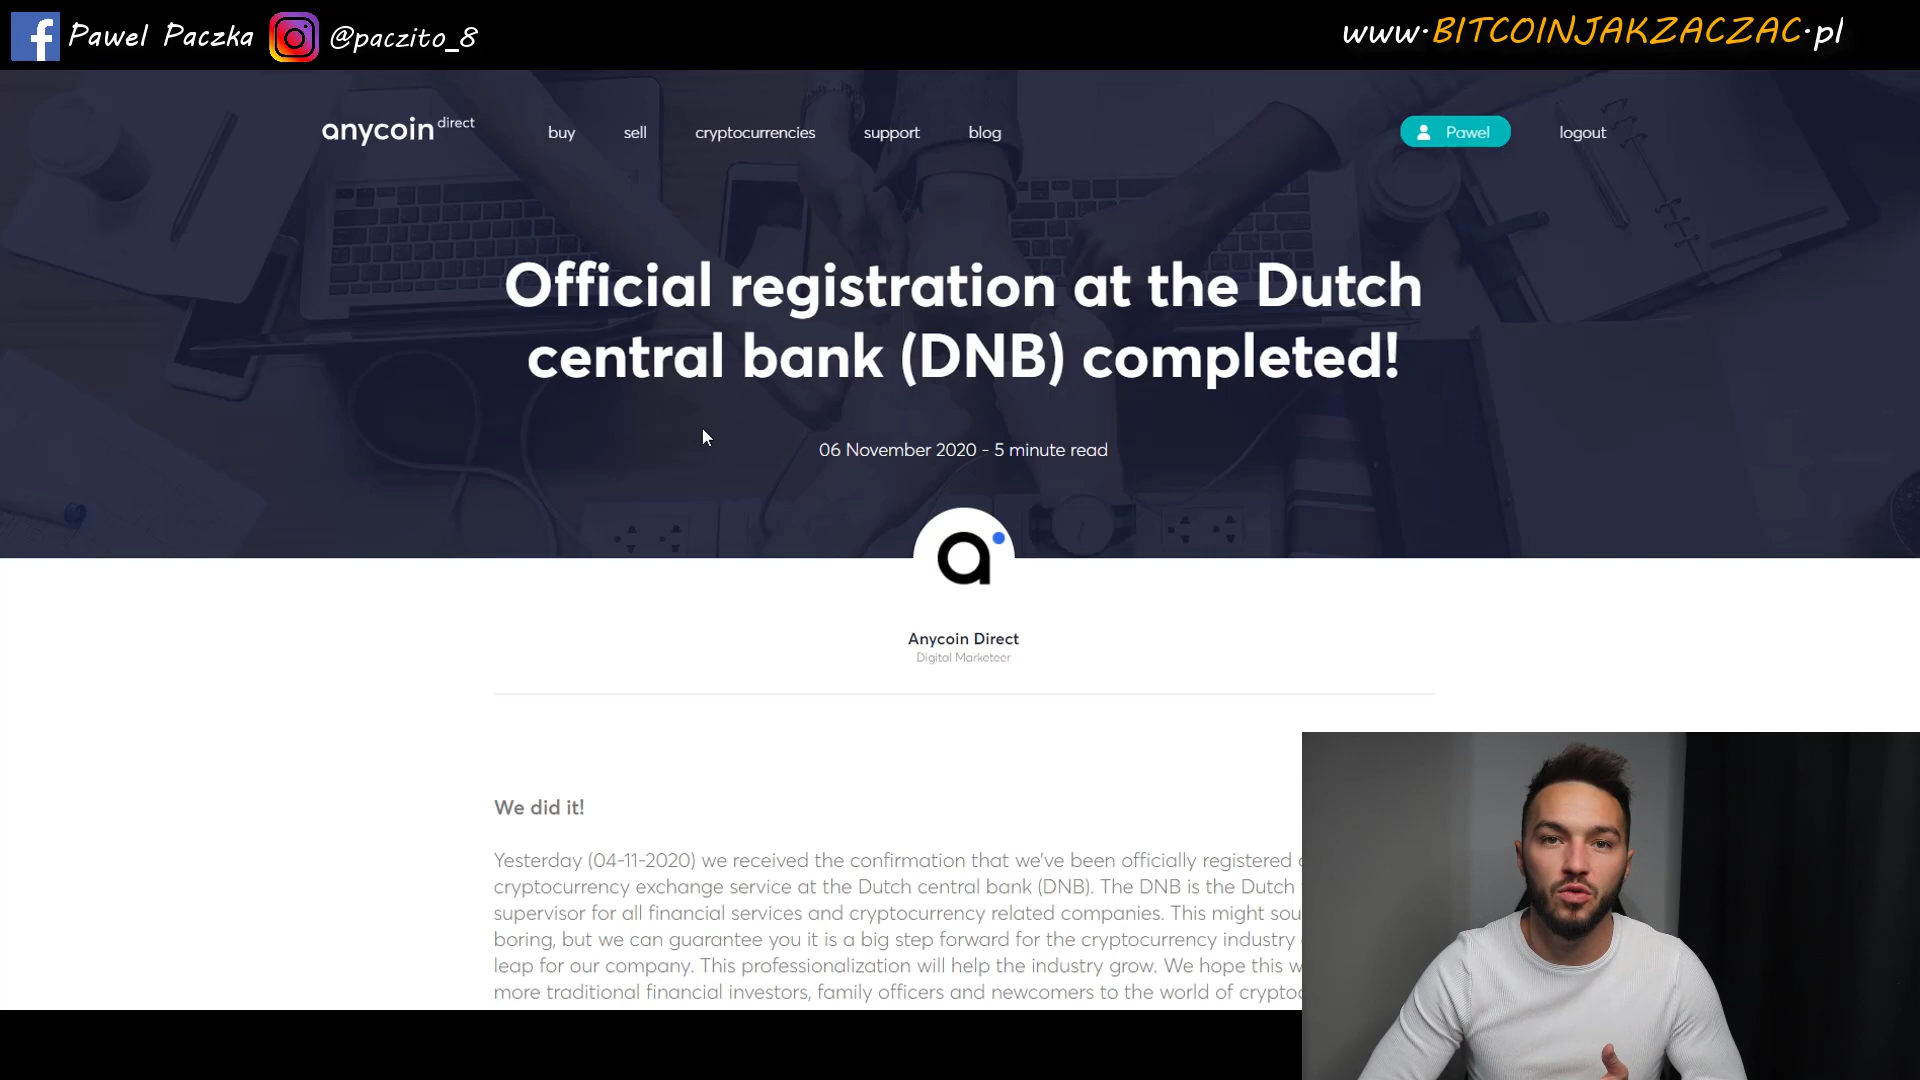 Pawel Paczka
@paczito_8
www.BITCOINJAKZACZAC.pl
anycoin direct
buy
sell
cryptocurrencies
support
blog
Pawel
logout
Official registration at the Dutch
central bank (DNB) completed!
06 November 2020 - 5 minute read
Anycoin Direct
Digital Marketeer
We did it!
Yesterday (04-11-2020) we received the confirmation that we've been officially registered
cryptocurrency exchange service at the Dutch central bank (DNB). The DNB is the Dutch
supervisor for all financial services and cryptocurrency related companies. This might sou
boring, but we can guarantee you it is a big step forward for the cryptocurrency industry
leap for our company. This professionalization will help the industry grow. We hope this w
more traditional financial investors, family officers and newcomers to the world of cryptoc